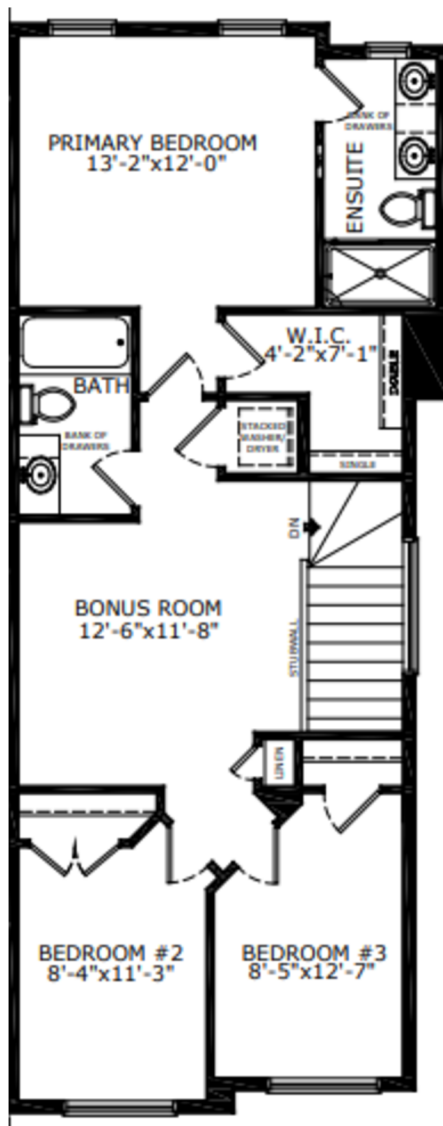 PRIMARY BEDROOM
13'-2"x12'-0"
BANK OF
DRAWERS
ENSUITE
W.I.C.
4'-2"x7'-1"
DOUBLE
SINGLE
BATH
BANK OF
DRAWERS
STACKED
WASHER/
DRYER
DN
BONUS ROOM
12'-6"x11'-8"
STUBWALL
LINEN
BEDROOM #2
8'-4"x11'-3"
BEDROOM #3
8'-5"x12'-7"